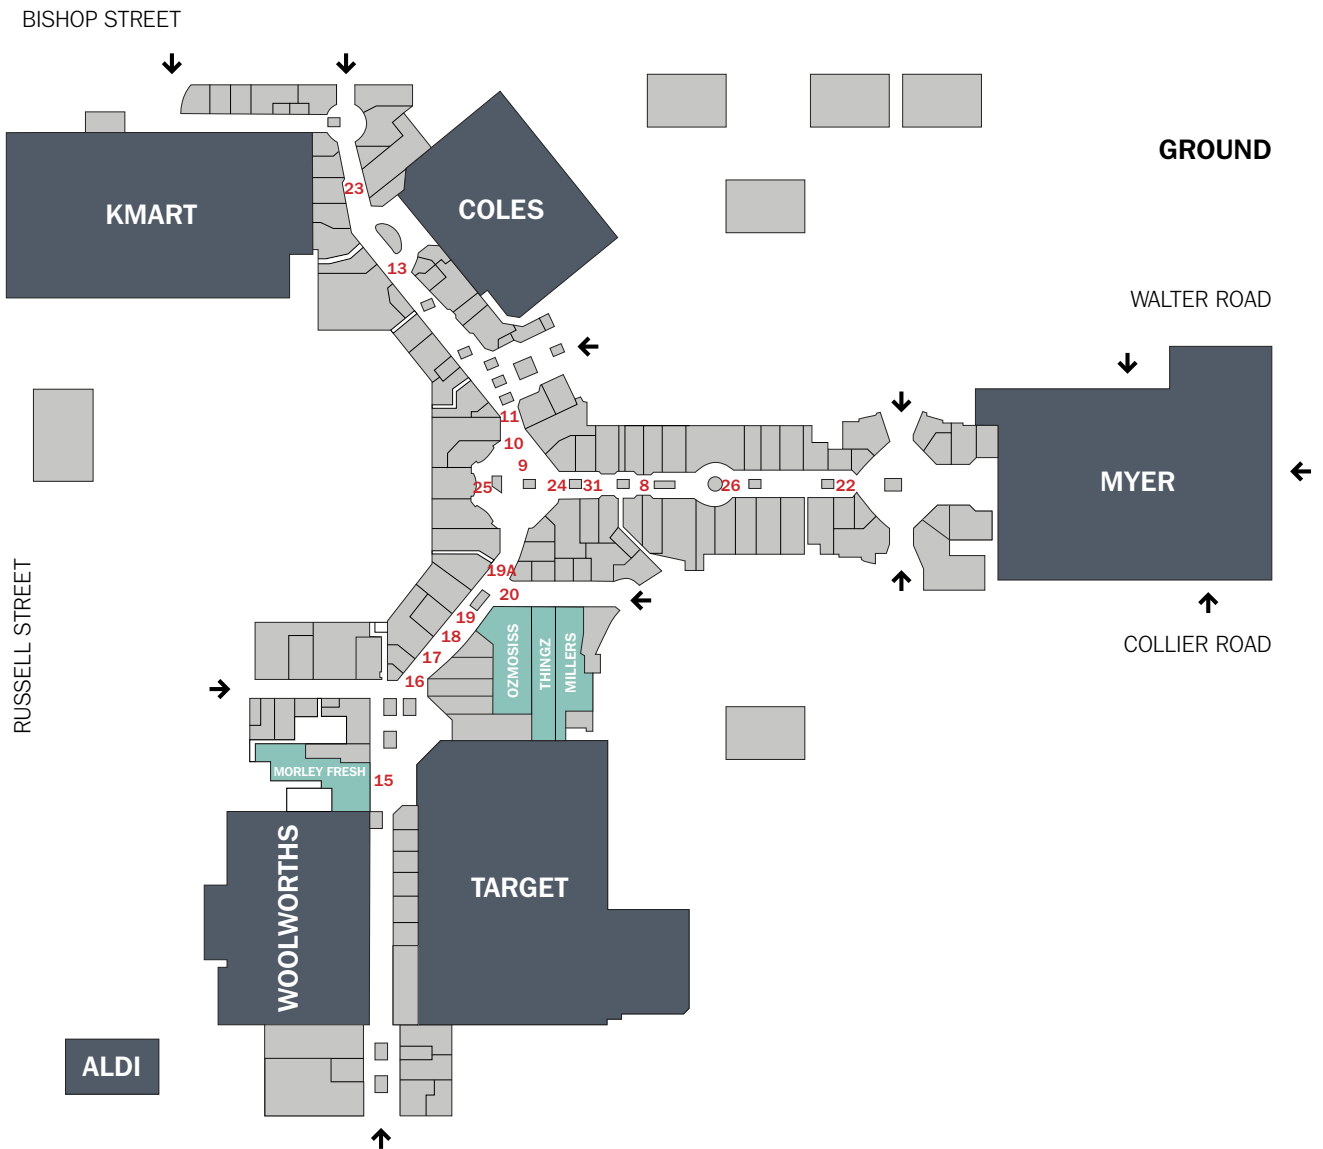 BISHOP STREET
GROUND
KMART
23
COLES
13
WALTER ROAD
11
10
9
25
24
31
8
26
22
MYER
19A
20
19
18
17
16
OZMOSISS
THINGZ
MILLERS
COLLIER ROAD
RUSSELL STREET
MORLEY FRESH
15
WOOLWORTHS
TARGET
ALDI